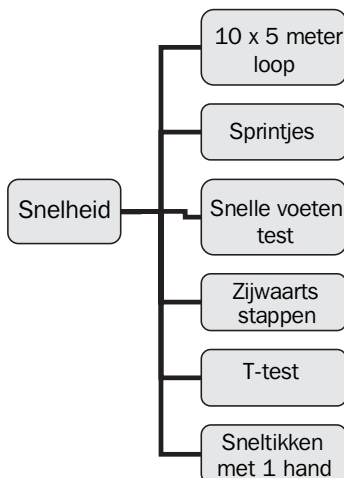 Snelheid
10 x 5 meter
loop
Sprintjes
Snelle voeten
test
Zijwaarts
stappen
T-test
Sneltikken
met 1 hand